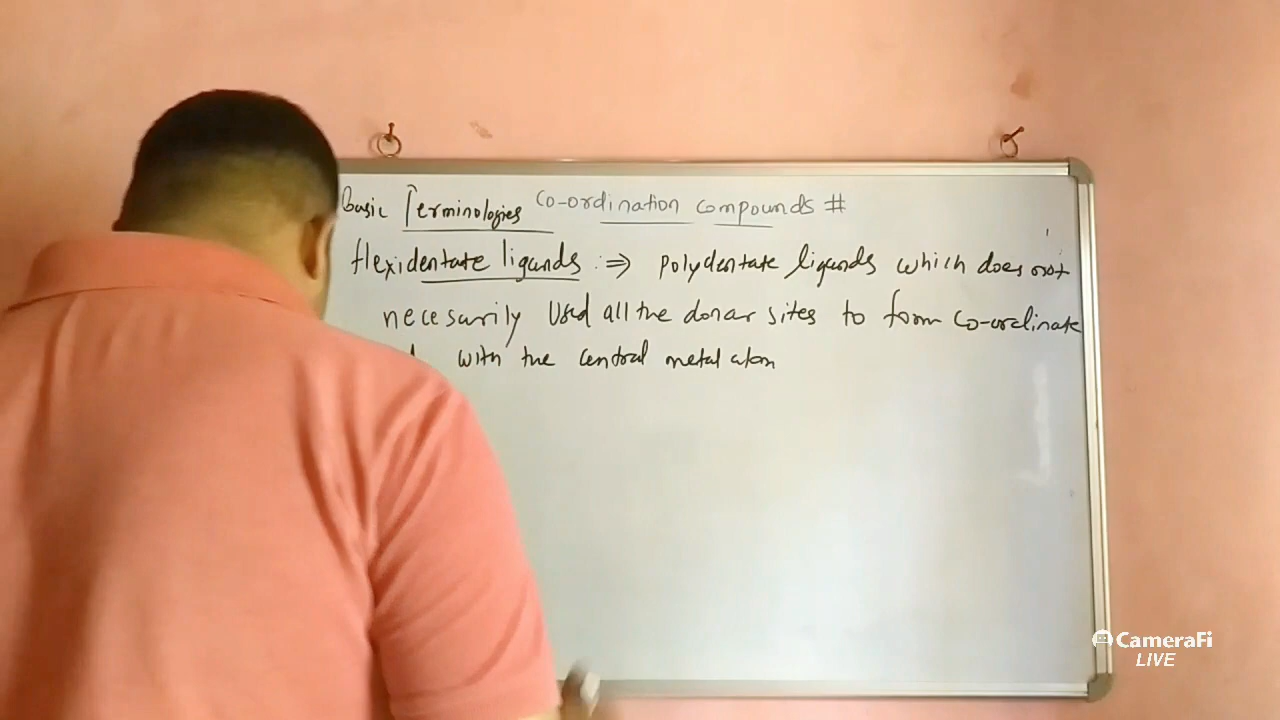 Basic Terminologies Co-ordination compounds #
flexidentate ligands :⇒ polydentate ligands which does not
necessarily Used all the donar sites to form Co-ordinate
with the central metal atom
CameraFi
LIVE